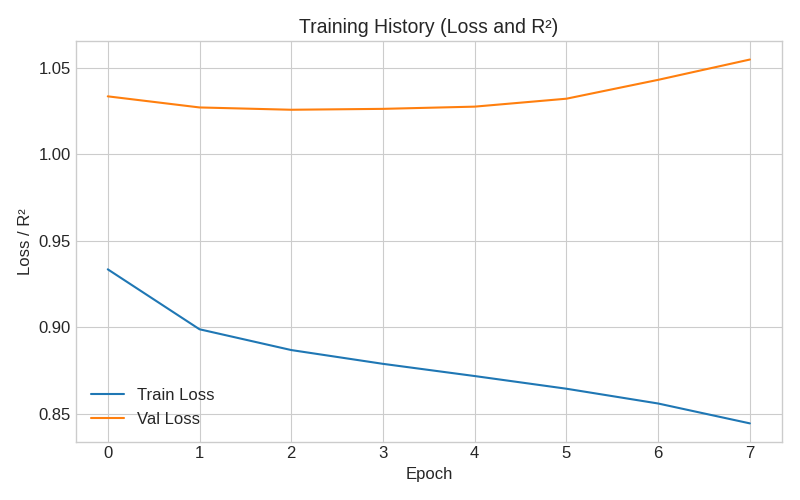 Training History (Loss and R²)
1.05
1.00
0.95
0.90
0.85
Loss / R²
Train Loss
Val Loss
0 1 2 3 4 5 6 7
Epoch